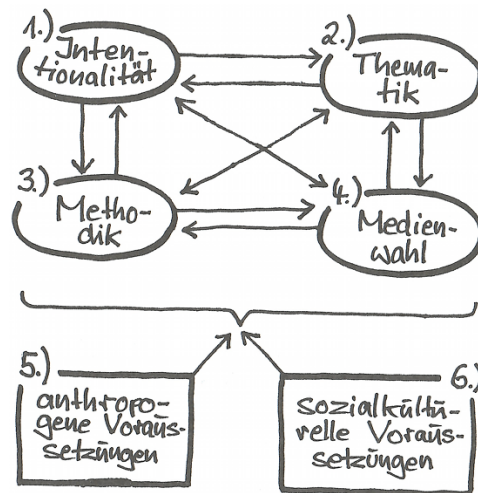 1.) Inten-
tionalität
2.) Thema-
tik
3.) Metho-
dik
4.) Medien-
wahl
5.) anthropo-
gene Voraus-
setzungen
6.) sozialkultu-
relle Voraus-
setzungen